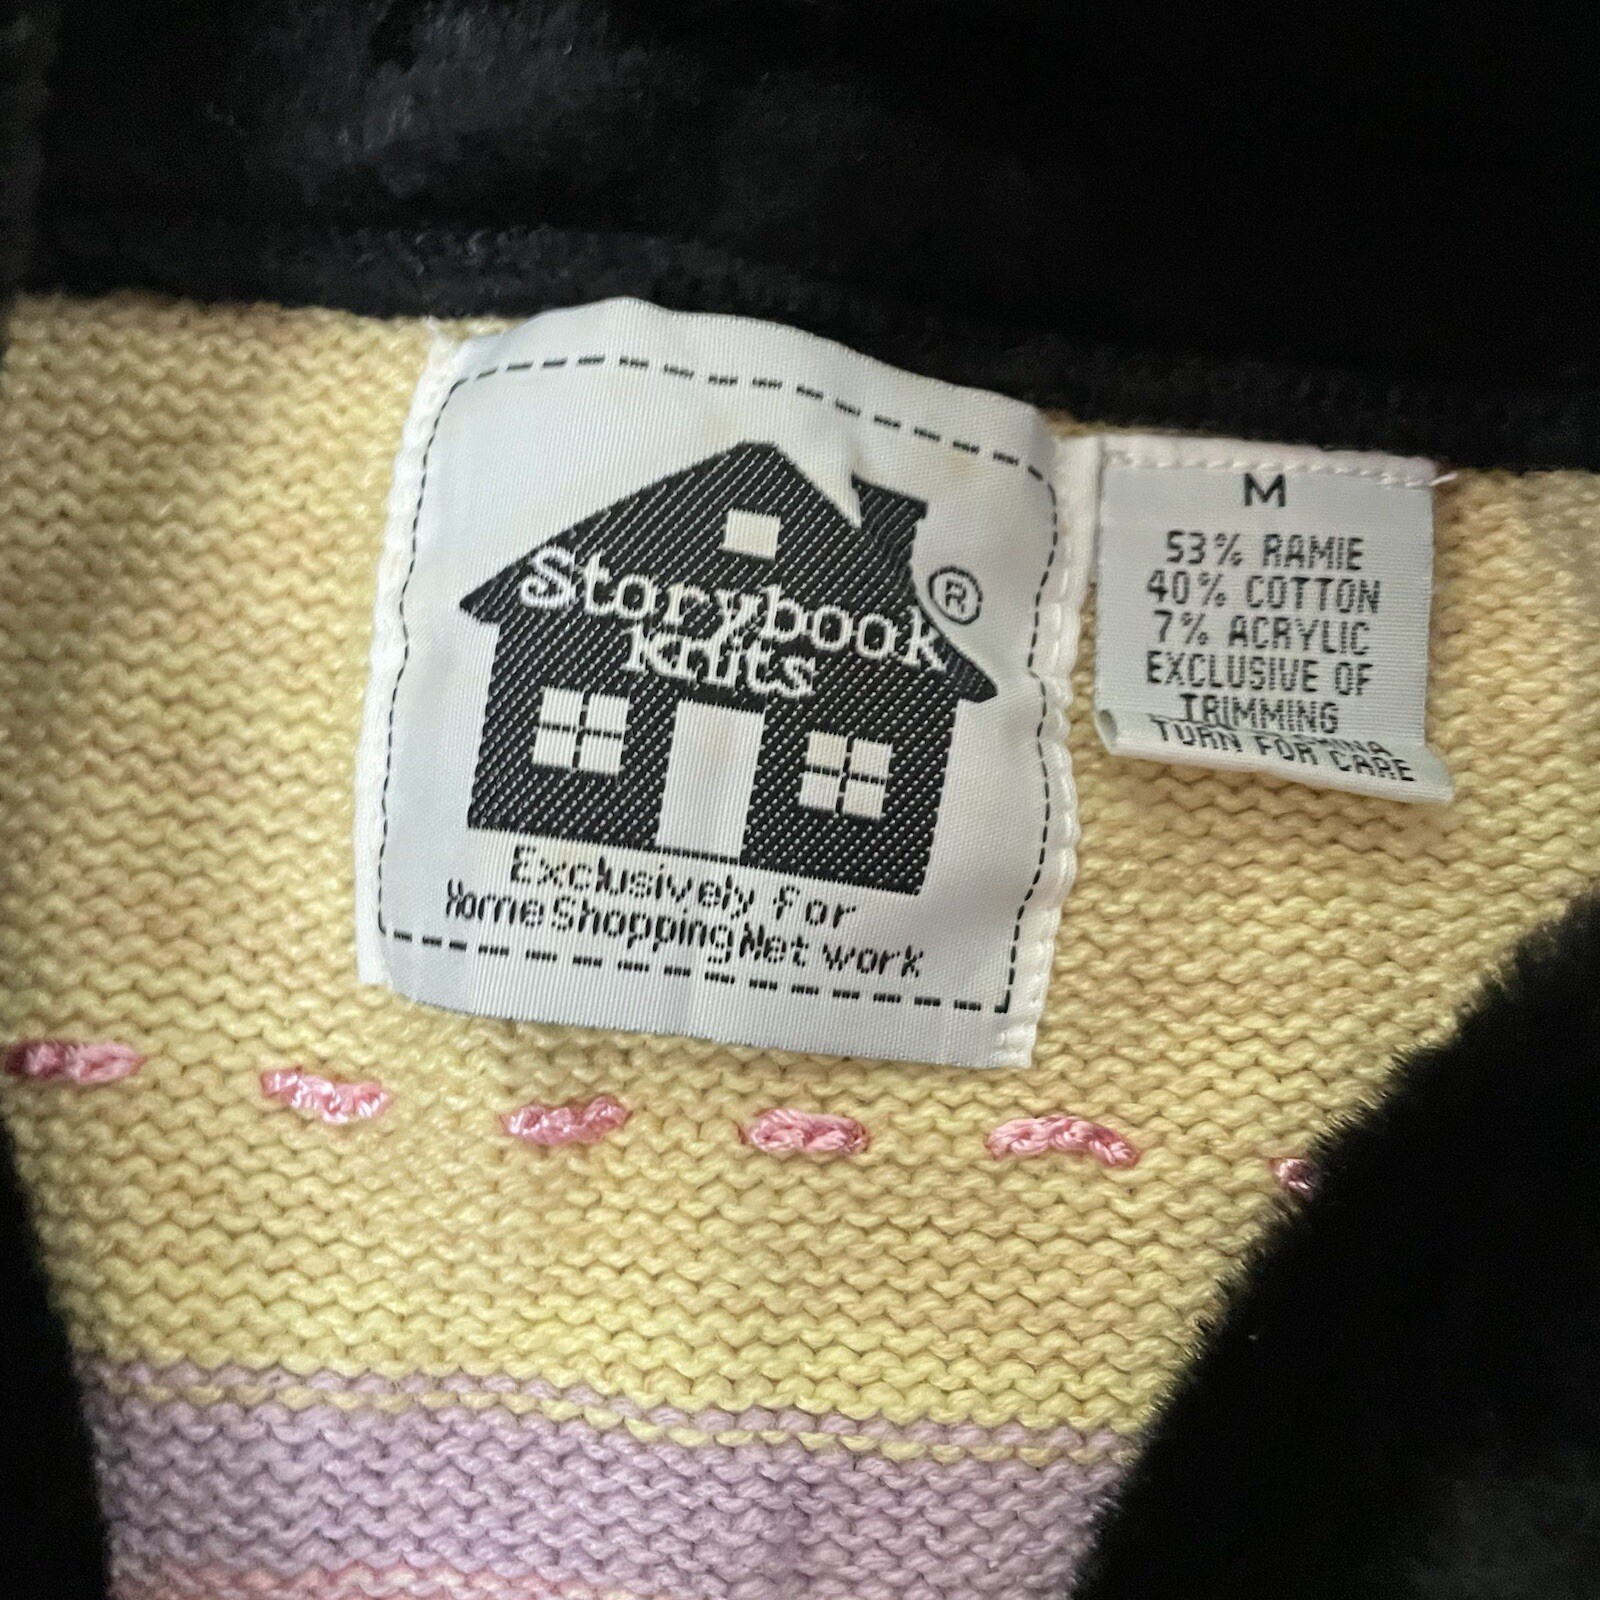 Storybook ®
Knits
Exclusively for
Home Shopping Network
M
53% RAMIE
40% COTTON
7% ACRYLIC
EXCLUSIVE OF
TRIMMING
TURN FOR CARE